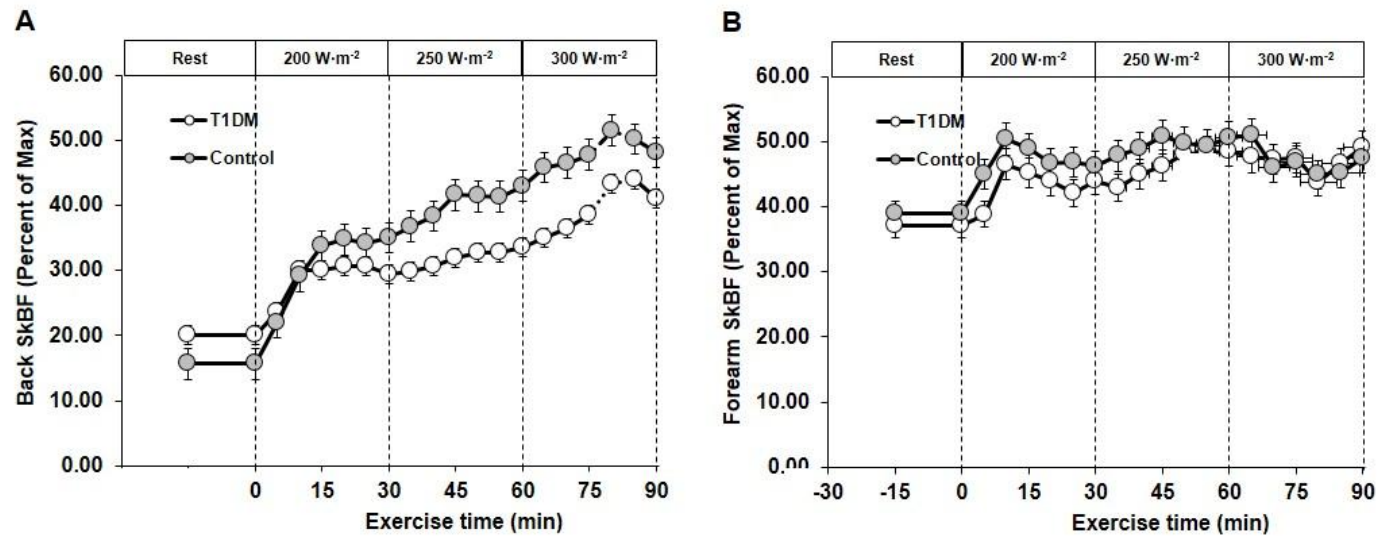 A
Rest 200 W·m-2 250 W·m-2 300 W·m-2
60.00
50.00
40.00
30.00
20.00
10.00
0.00
Back SkBF (Percent of Max)
T1DM
Control
0 15 30 45 60 75 90
Exercise time (min)
B
Rest 200 W·m-2 250 W·m-2 300 W·m-2
60.00
50.00
40.00
30.00
20.00
10.00
0.00
Forearm SkBF (Percent of Max)
T1DM
Control
-30 -15 0 15 30 45 60 75 90
Exercise time (min)